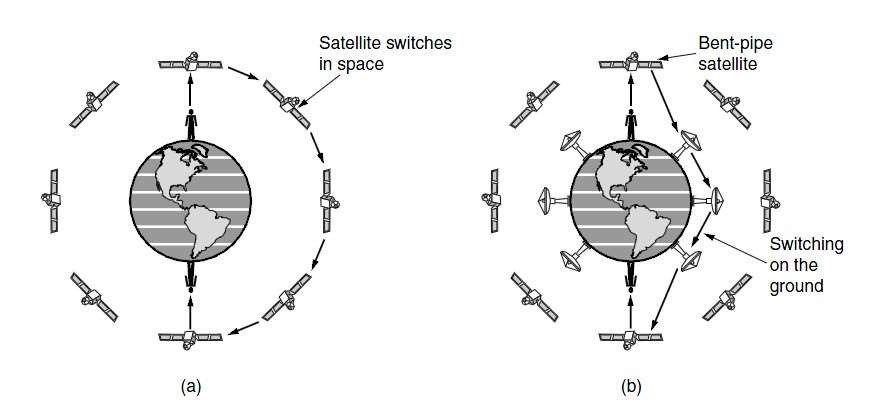 Satellite switches
in space
Bent-pipe
satellite
Switching
on the
ground
(a)
(b)